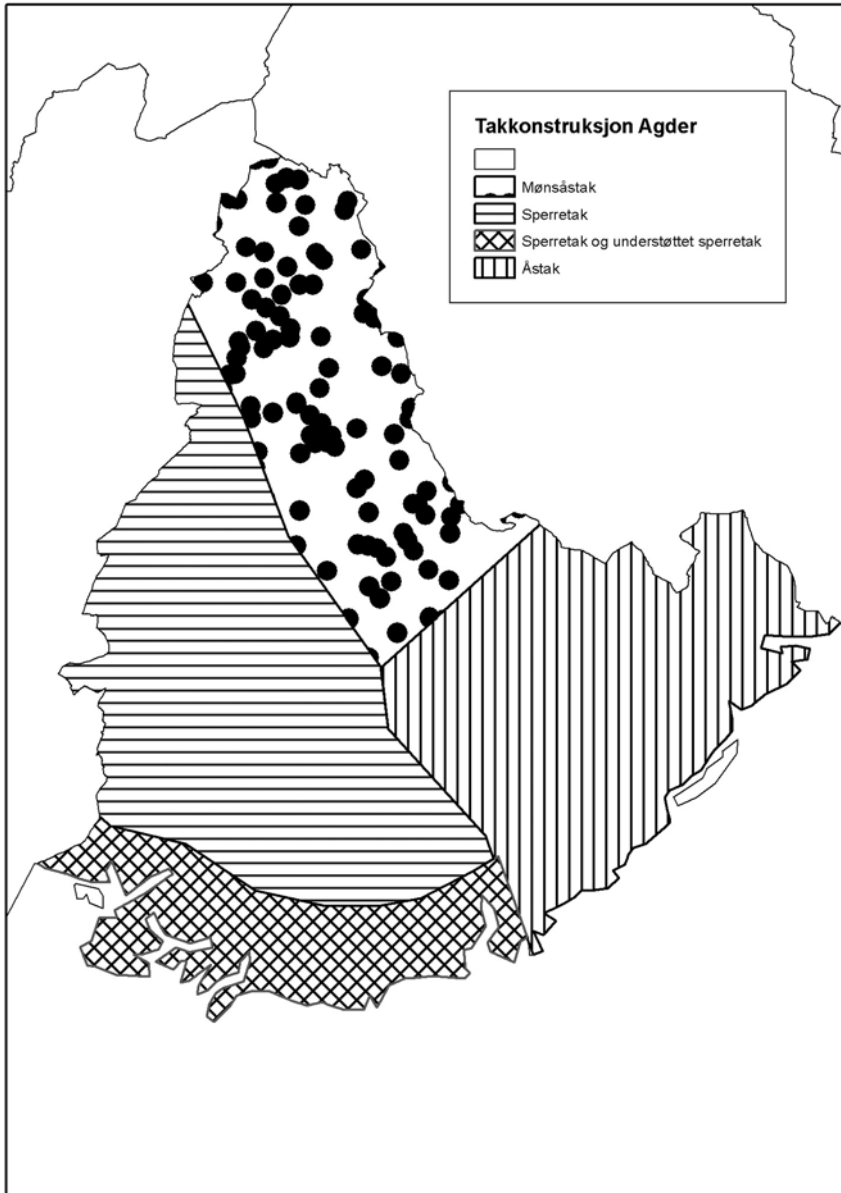 Takkonstruksjon Agder
Mønsåstak
Sperretak
Sperretak og understøttet sperretak
Åstak